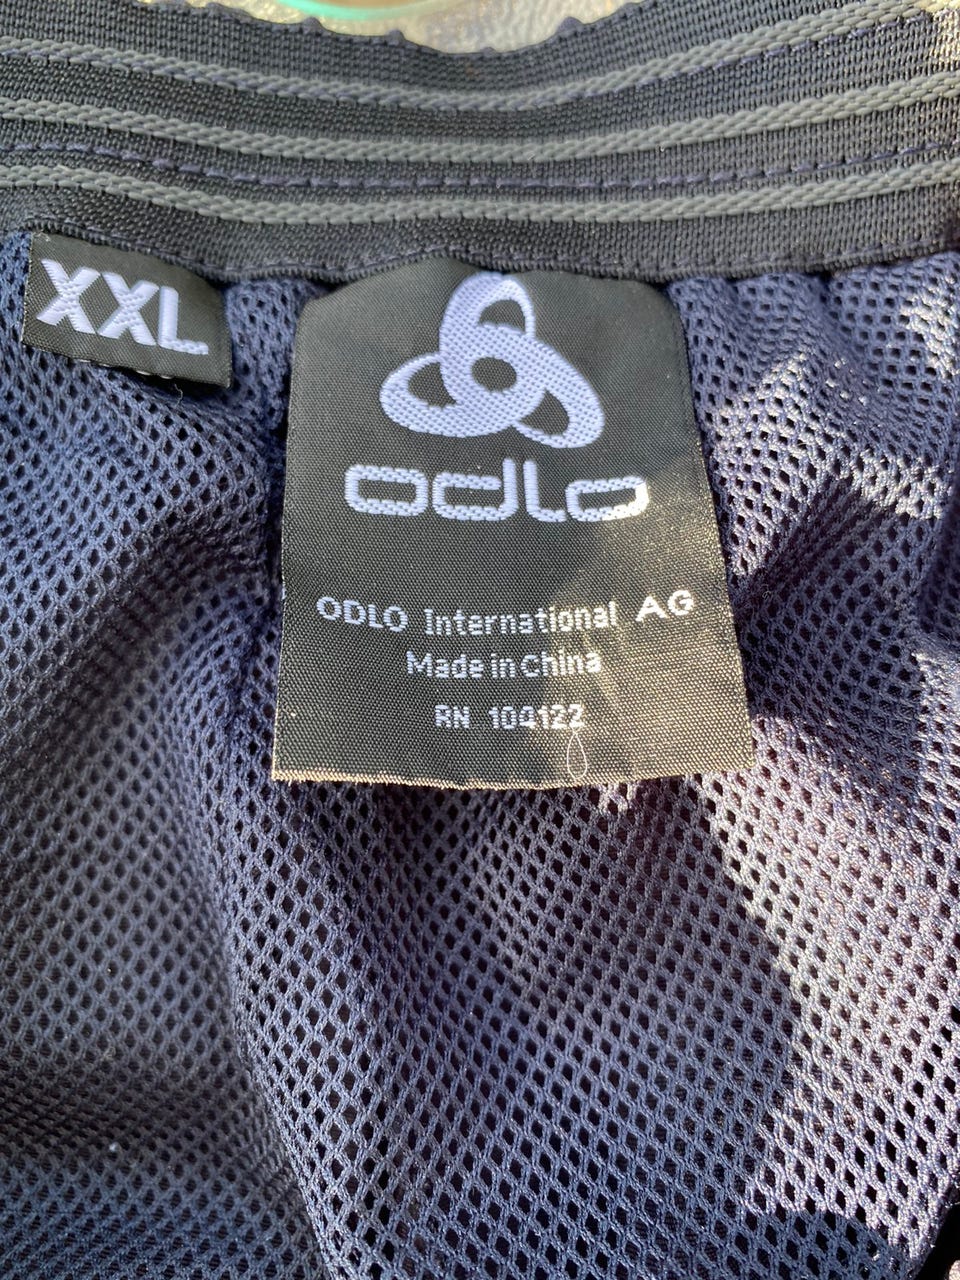 XXL
odlo
ODLO International AG
Made in China
RN 104122